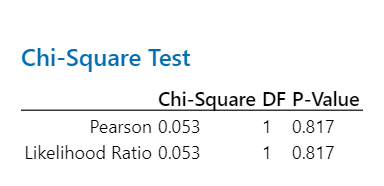 Chi-Square Test
Chi-Square DF P-Value
Pearson 0.053 1 0.817
Likelihood Ratio 0.053 1 0.817